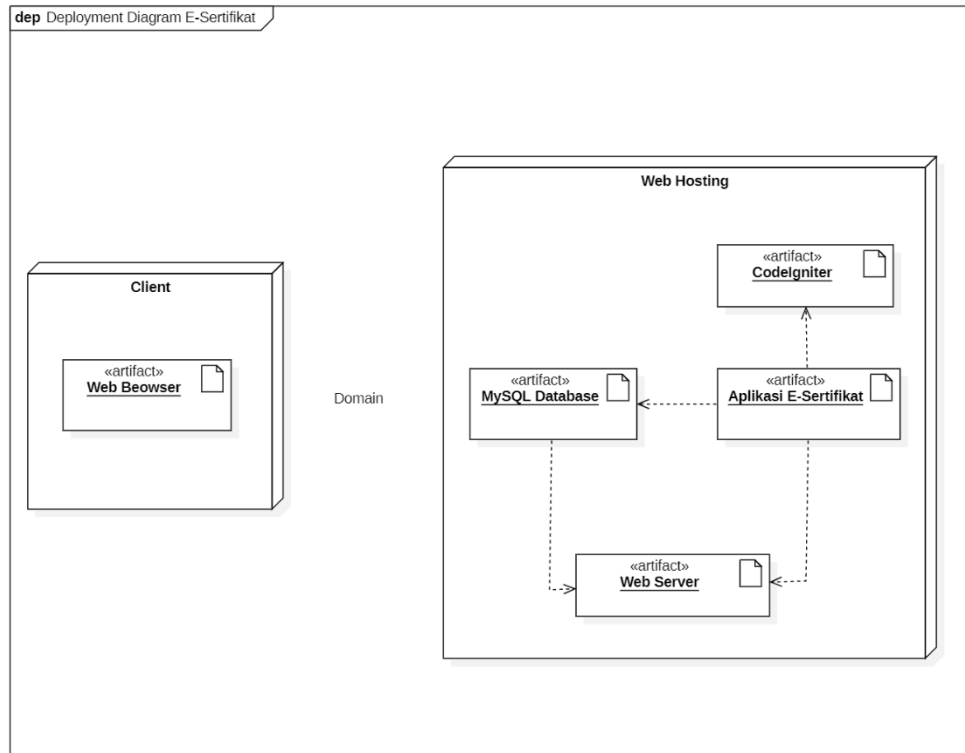 dep Deployment Diagram E-Sertifikat
Web Hosting
«artifact»
CodeIgniter
Client
«artifact»
Web Beowser
Domain
«artifact»
MySQL Database
«artifact»
Aplikasi E-Sertifikat
«artifact»
Web Server